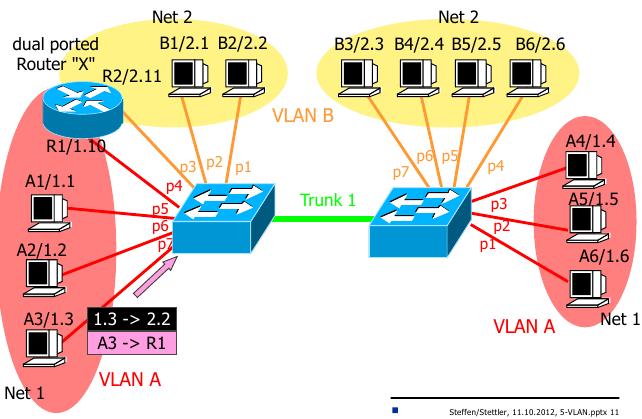 Net 2
Net 2
dual ported
Router "X"
R2/2.11
B1/2.1
B2/2.2
B3/2.3
B4/2.4
B5/2.5
B6/2.6
VLAN B
R1/1.10
p3
p2
p1
p7
p6
p5
p4
A4/1.4
A1/1.1
p4
p5
p6
p7
Trunk 1
p3
p2
p1
A5/1.5
A2/1.2
A6/1.6
A3/1.3
1.3 -> 2.2
A3 -> R1
VLAN A
Net 1
Net 1
VLAN A
Steffen/Stettler, 11.10.2012, 5-VLAN.pptx 11